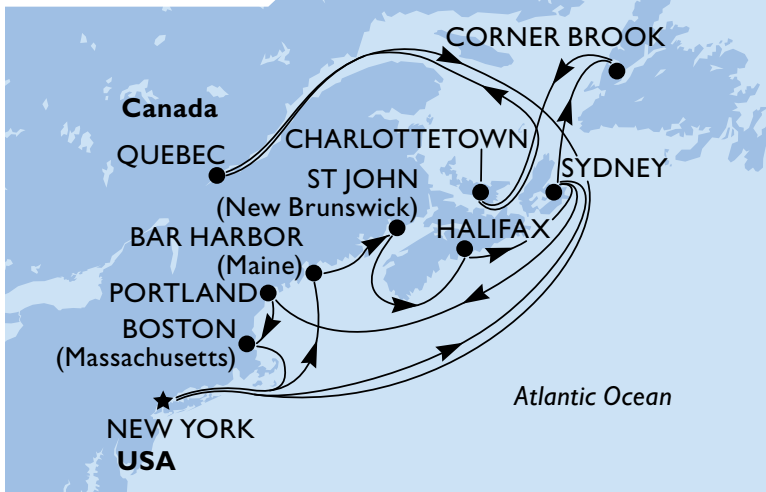 CORNER BROOK
Canada
CHARLOTTETOWN
QUEBEC
SYDNEY
ST JOHN
(New Brunswick)
HALIFAX
BAR HARBOR
(Maine)
PORTLAND
BOSTON
(Massachusetts)
Atlantic Ocean
NEW YORK
USA